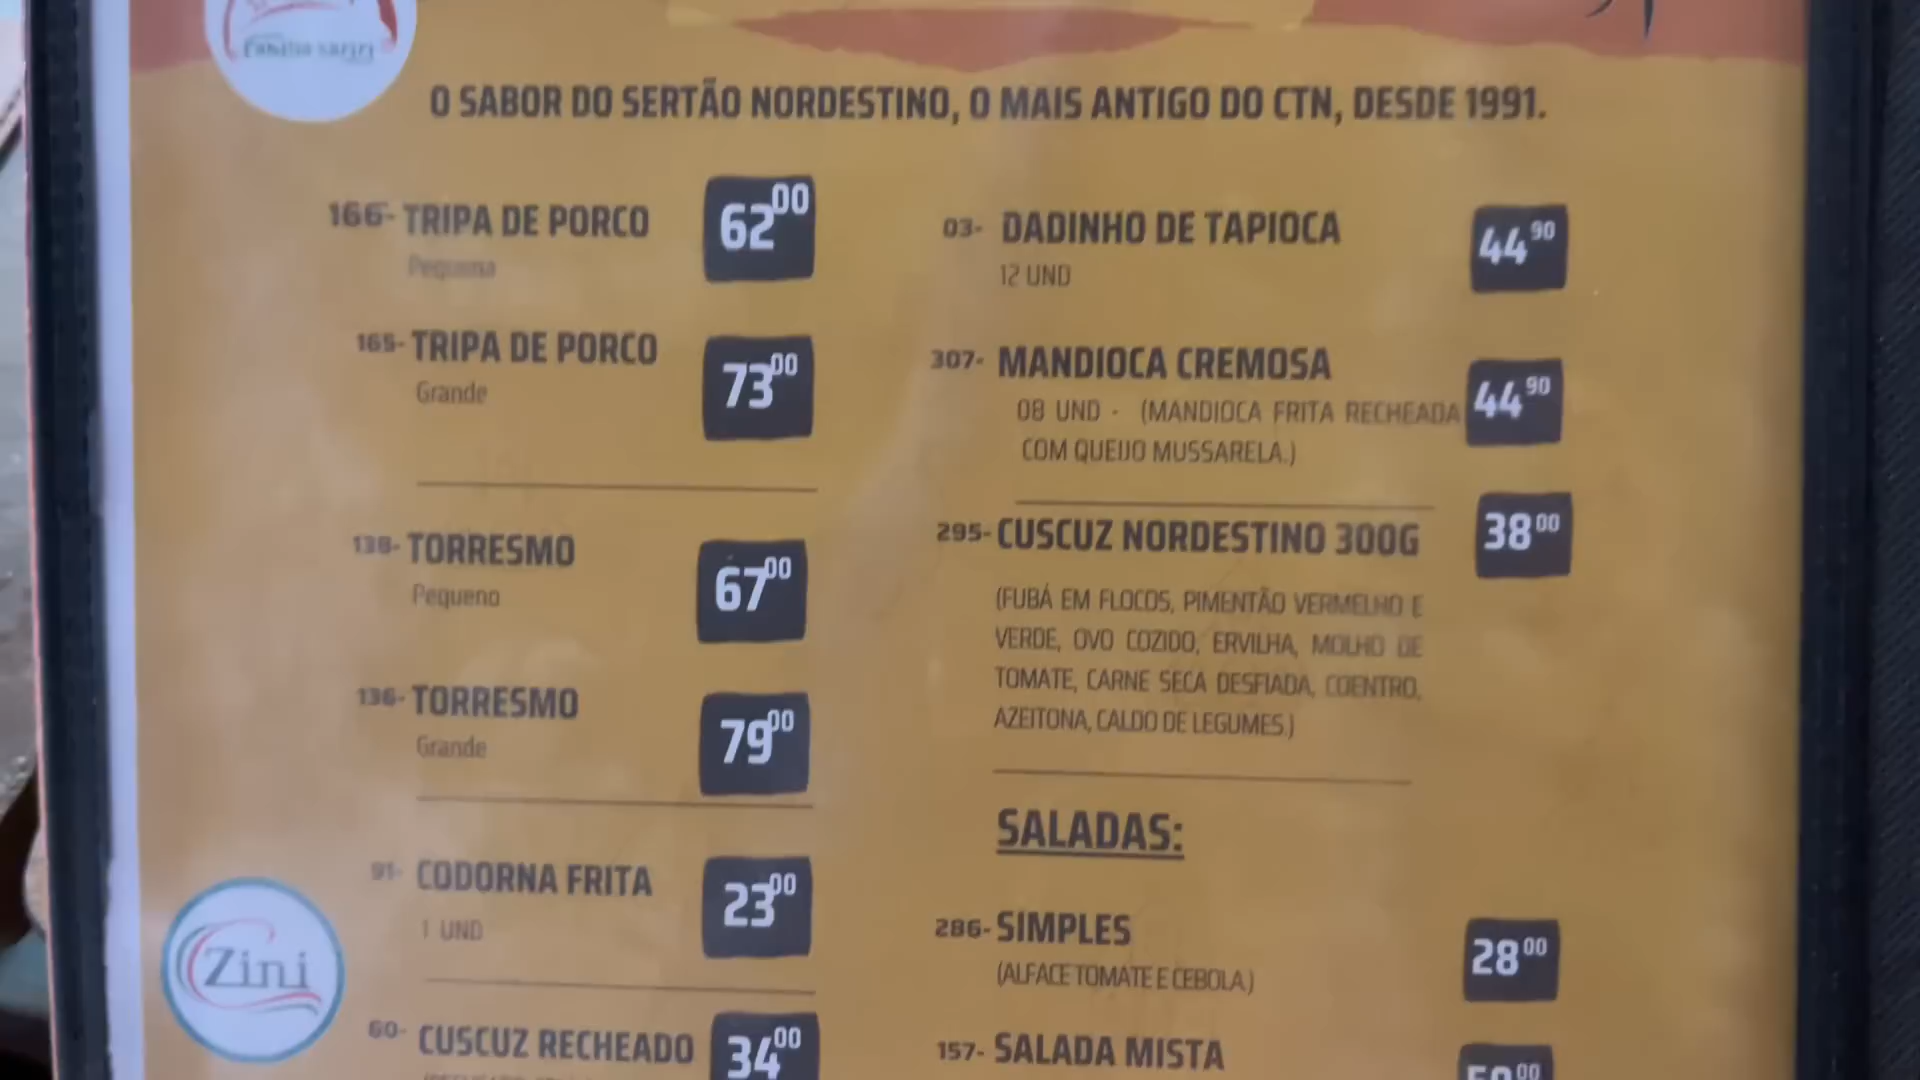 O SABOR DO SERTÃO NORDESTINO, O MAIS ANTIGO DO CTN, DESDE 1991.
166- TRIPA DE PORCO 62,00
Pequena
165- TRIPA DE PORCO 73,00
Grande
138- TORRESMO 67,00
Pequeno
136- TORRESMO 79,00
Grande
91- CODORNA FRITA 23,00
1 UND
60- CUSCUZ RECHEADO 34,00
Zini
03- DADINHO DE TAPIOCA 44,90
12 UND
307- MANDIOCA CREMOSA 44,90
08 UND - (MANDIOCA FRITA RECHEADA
COM QUEIJO MUSSARELA.)
295- CUSCUZ NORDESTINO 300G 38,00
(FUBÁ EM FLOCOS, PIMENTÃO VERMELHO E
VERDE, OVO COZIDO, ERVILHA, MOLHO DE
TOMATE, CARNE SECA DESFIADA, COENTRO,
AZEITONA, CALDO DE LEGUMES.)
SALADAS:
286- SIMPLES 28,00
(ALFACE TOMATE E CEBOLA.)
157- SALADA MISTA